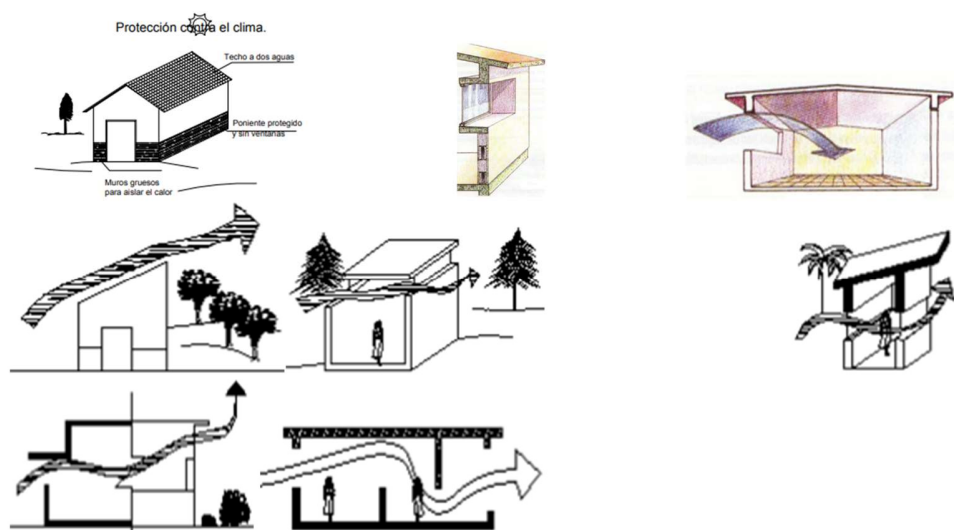 Protección contra el clima.
Techo a dos aguas
Poniente protegido
y sin ventanas
Muros gruesos
para aislar el calor